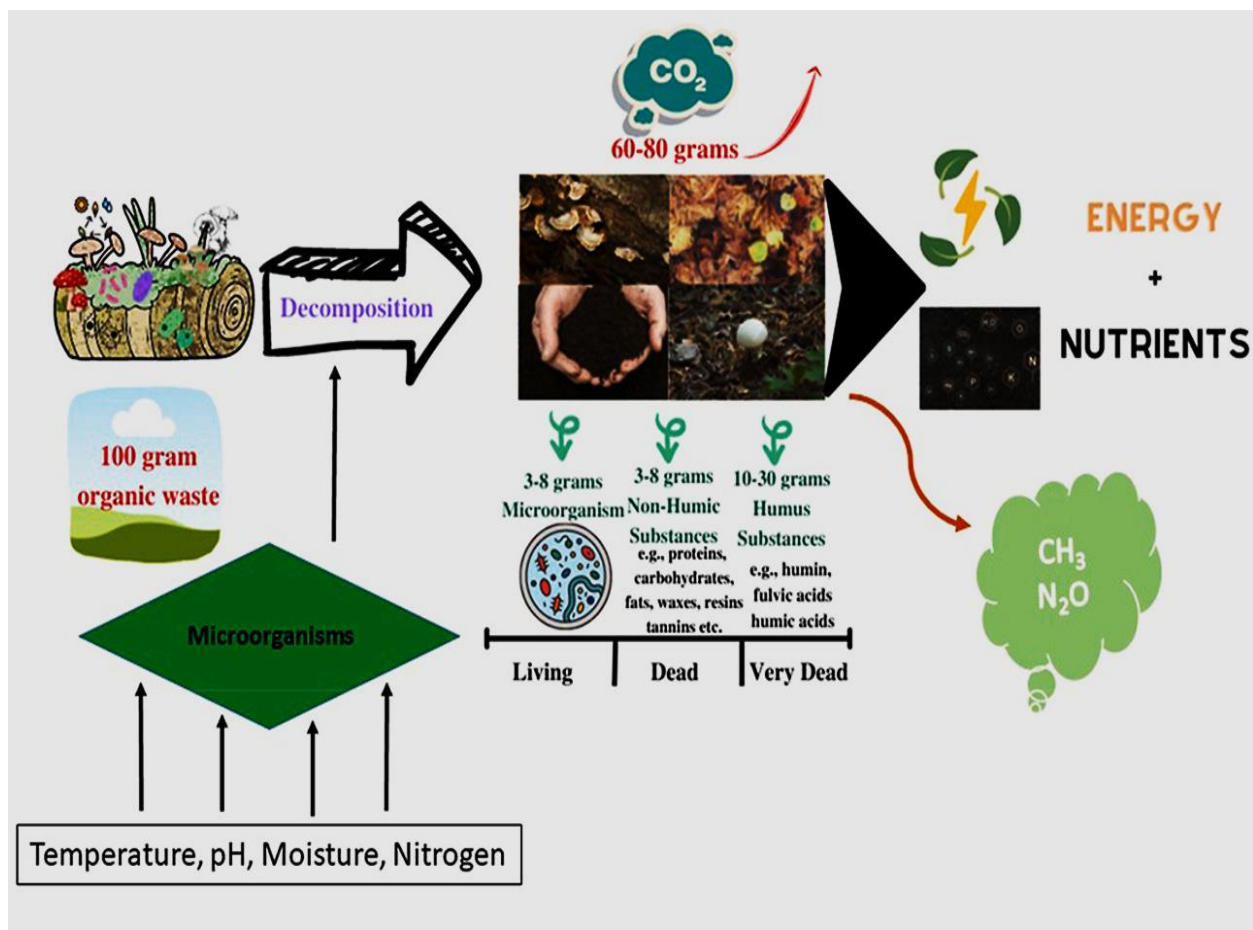 CO₂
60-80 grams
Decomposition
100 gram
organic waste
Microorganisms
Temperature, pH, Moisture, Nitrogen
3-8 grams
Microorganism
3-8 grams
Non-Humic
Substances
e.g., proteins,
carbohydrates,
fats, waxes, resins
tannins etc.
10-30 grams
Humus
Substances
e.g., humin,
fulvic acids
humic acids
Living
Dead
Very Dead
ENERGY
+
NUTRIENTS
N
P
K
CH₃
N₂O